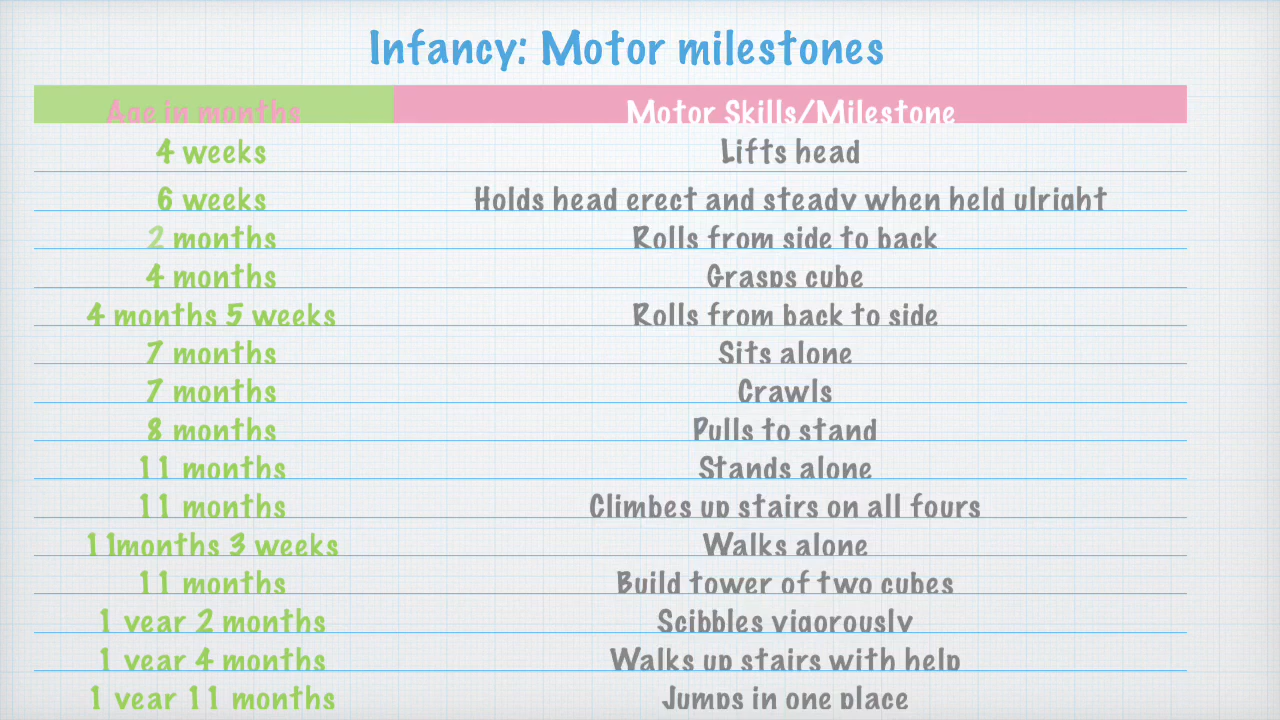 Infancy: Motor milestones
Age in months Motor Skills/Milestone
4 weeks Lifts head
6 weeks Holds head erect and steady when held ulright
2 months Rolls from side to back
4 months Grasps cube
4 months 5 weeks Rolls from back to side
7 months Sits alone
7 months Crawls
8 months Pulls to stand
11 months Stands alone
11 months Climbes up stairs on all fours
11months 3 weeks Walks alone
11 months Build tower of two cubes
1 year 2 months Scibbles vigorously
1 year 4 months Walks up stairs with help
1 year 11 months Jumps in one place